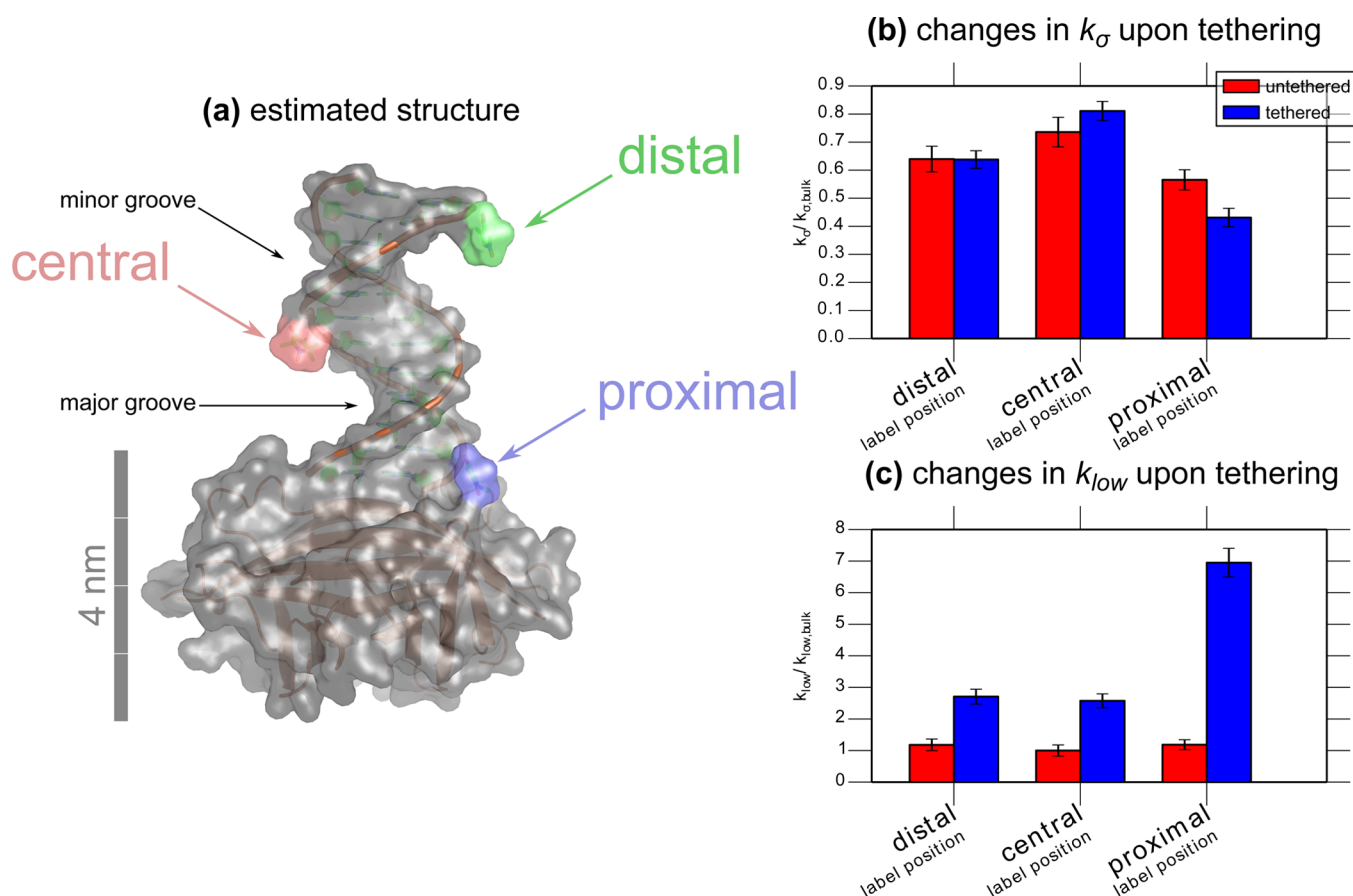 (a) estimated structure
distal
minor groove
central
proximal
major groove
4 nm
(b) changes in kσ upon tethering
untethered
tethered
0.9
0.8
0.7
0.6
0.5
0.4
0.3
0.2
0.1
0.0
kσ/ kσ,bulk
distal
label position
central
label position
proximal
label position
(c) changes in klow upon tethering
8
7
6
5
4
3
2
1
0
klow/ klow,bulk
distal
label position
central
label position
proximal
label position